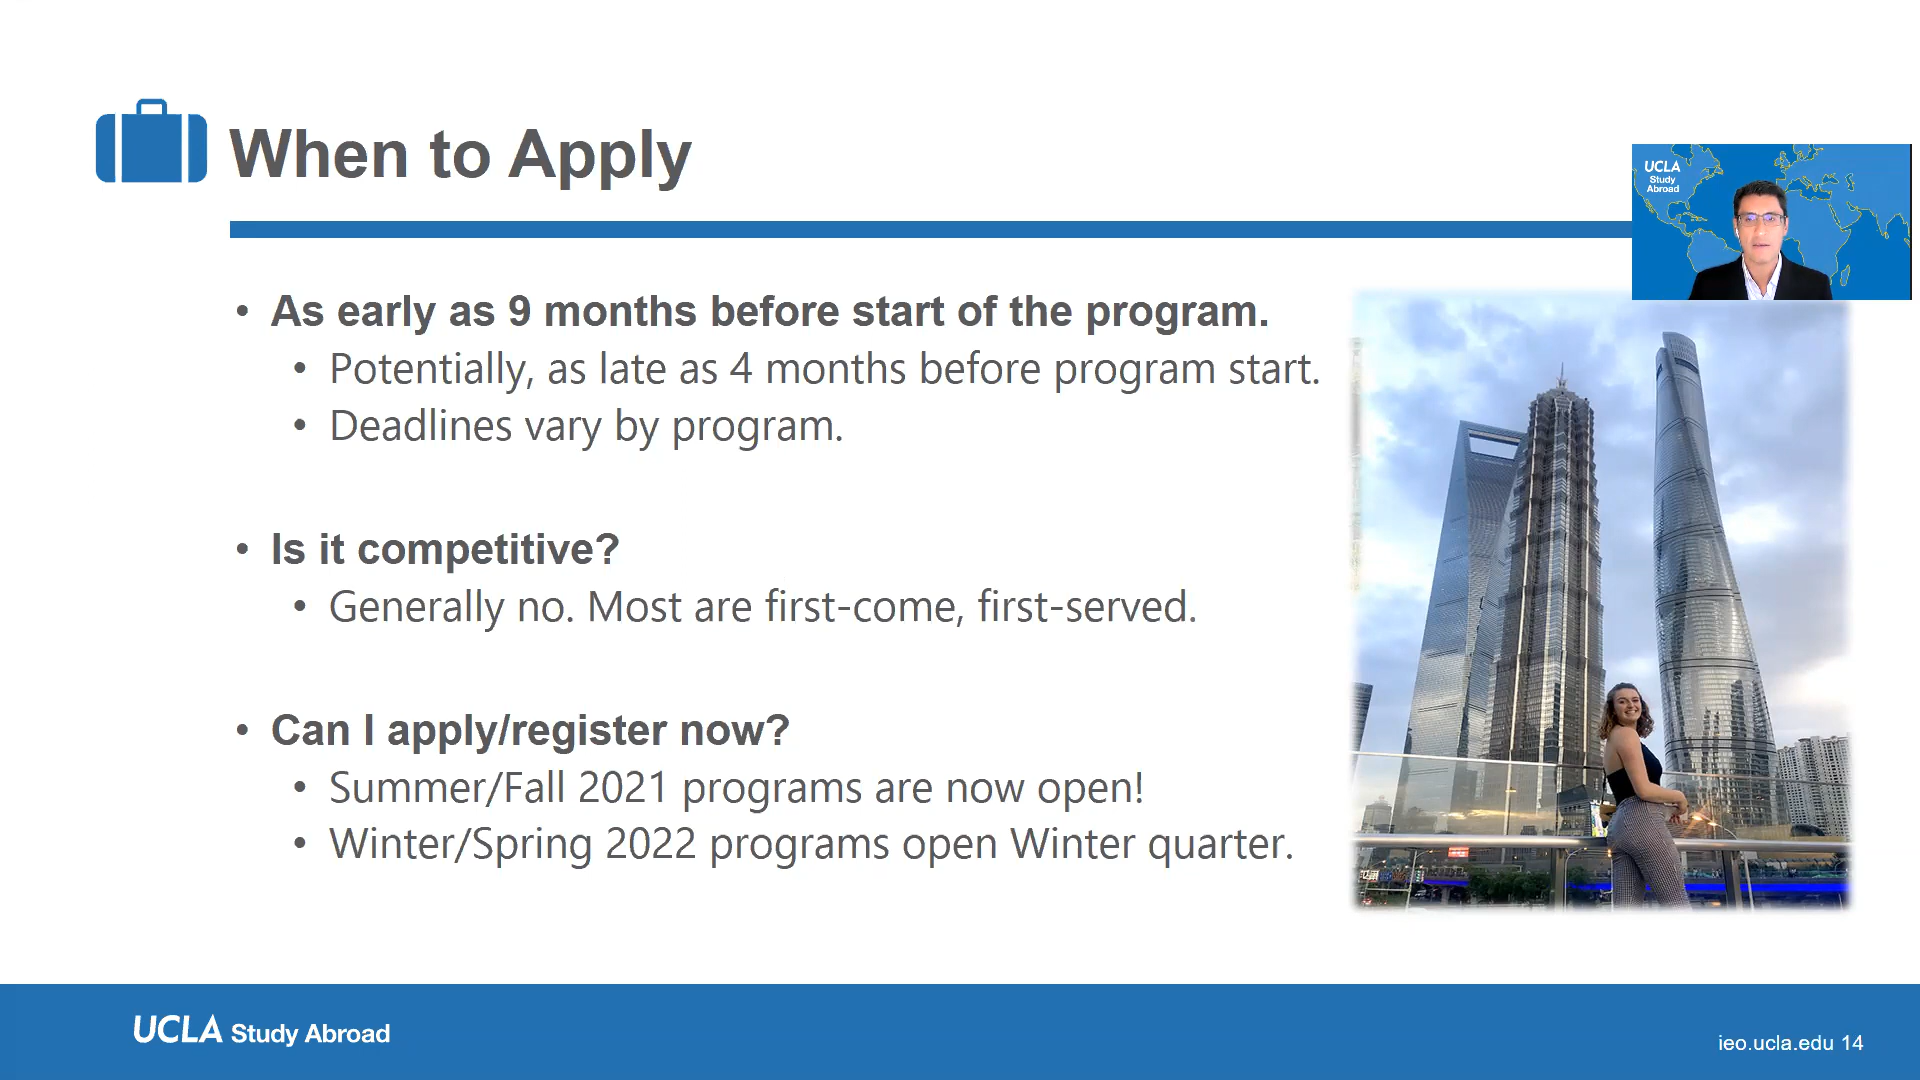 When to Apply
UCLA
Study
Abroad
• As early as 9 months before start of the program.
• Potentially, as late as 4 months before program start.
• Deadlines vary by program.
• Is it competitive?
• Generally no. Most are first-come, first-served.
• Can I apply/register now?
• Summer/Fall 2021 programs are now open!
• Winter/Spring 2022 programs open Winter quarter.
UCLA Study Abroad
ieo.ucla.edu 14